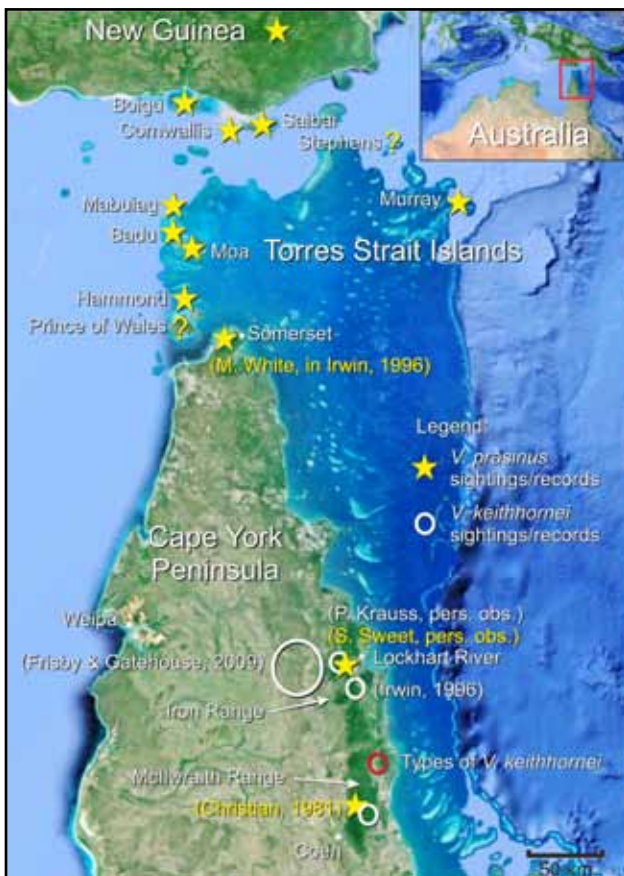 New Guinea
Boigu
Cornwallis
Saibai
Stephens ?
Australia
Mabuiag
Badu
Moa
Murray
Torres Strait Islands
Hammond
Prince of Wales ?
Somerset
(M. White, in Irwin, 1996)
Legend:
V. prasinus
sightings/records
V. keithhornei
sightings/records
Cape York
Peninsula
Weipa
(P. Krauss, pers. obs.)
(S. Sweet, pers. obs.)
(Frisby & Gatehouse, 2009)
Lockhart River
(Irwin, 1996)
Iron Range
Types of V. keithhornei
McIlwraith Range
(Christian, 1981)
Coen
50 km